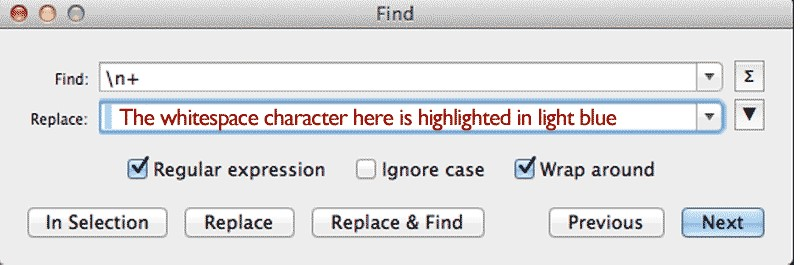 Find
Find: \n+ Σ
Replace: The whitespace character here is highlighted in light blue
Regular expression Ignore case Wrap around
In Selection Replace Replace & Find Previous Next